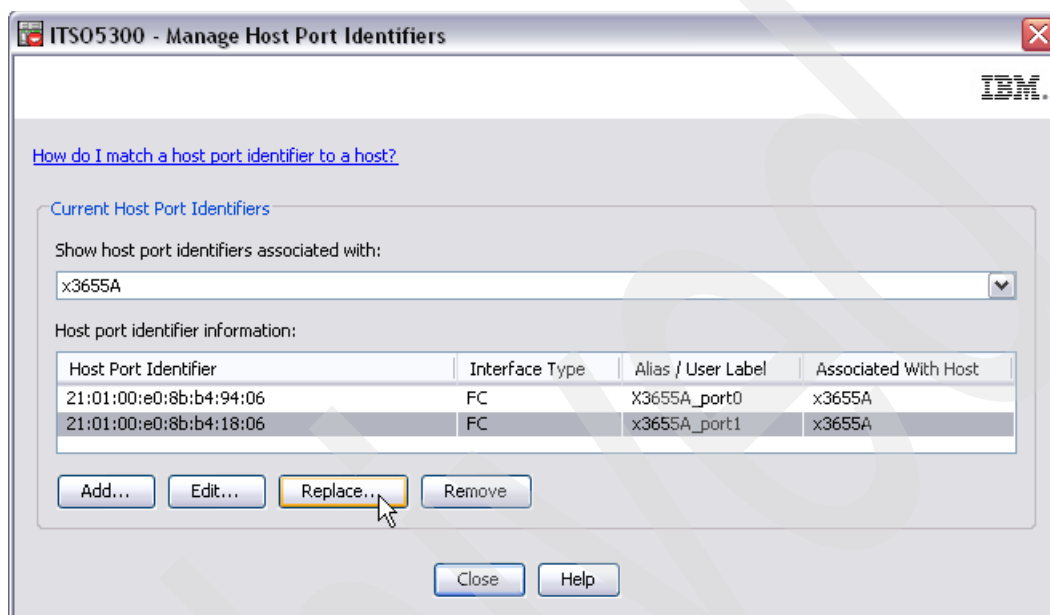 ITSO5300 - Manage Host Port Identifiers
IBM.
How do I match a host port identifier to a host?
Current Host Port Identifiers
Show host port identifiers associated with:
x3655A
Host port identifier information:
Host Port Identifier Interface Type Alias / User Label Associated With Host
21:01:00:e0:8b:b4:94:06 FC X3655A_port0 x3655A
21:01:00:e0:8b:b4:18:06 FC x3655A_port1 x3655A
Add... Edit... Replace... Remove
Close Help